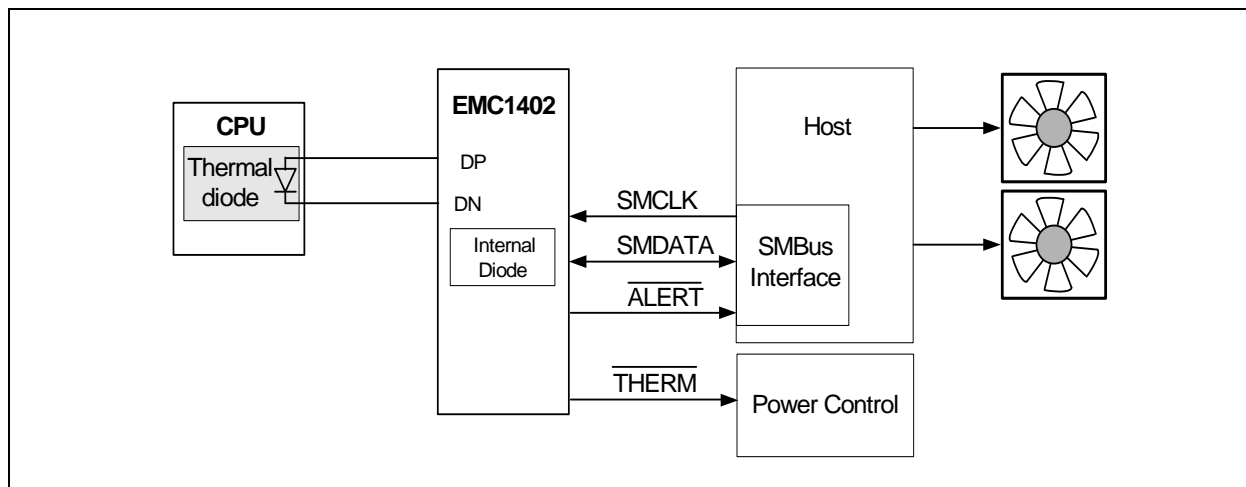 CPU
Thermal
diode
EMC1402
DP
DN
Internal
Diode
SMCLK
SMDATA
ALERT
THERM
Host
SMBus
Interface
Power Control